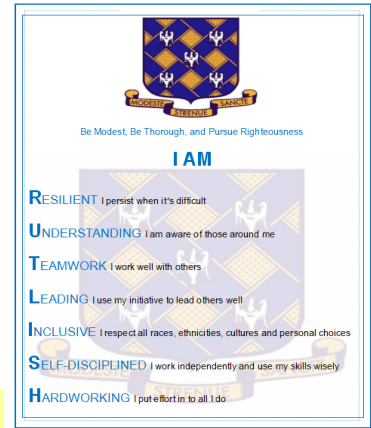 MODESTE STRENUE SANCTE
Be Modest, Be Thorough, and Pursue Righteousness
I AM
RESILIENT I persist when it's difficult
UNDERSTANDING I am aware of those around me
TEAMWORK I work well with others
LEADING I use my initiative to lead others well
INCLUSIVE I respect all races, ethnicities, cultures and personal choices
SELF-DISCIPLINED I work independently and use my skills wisely
HARDWORKING I put effort in to all I do
MODESTE STRENUE SANCTE